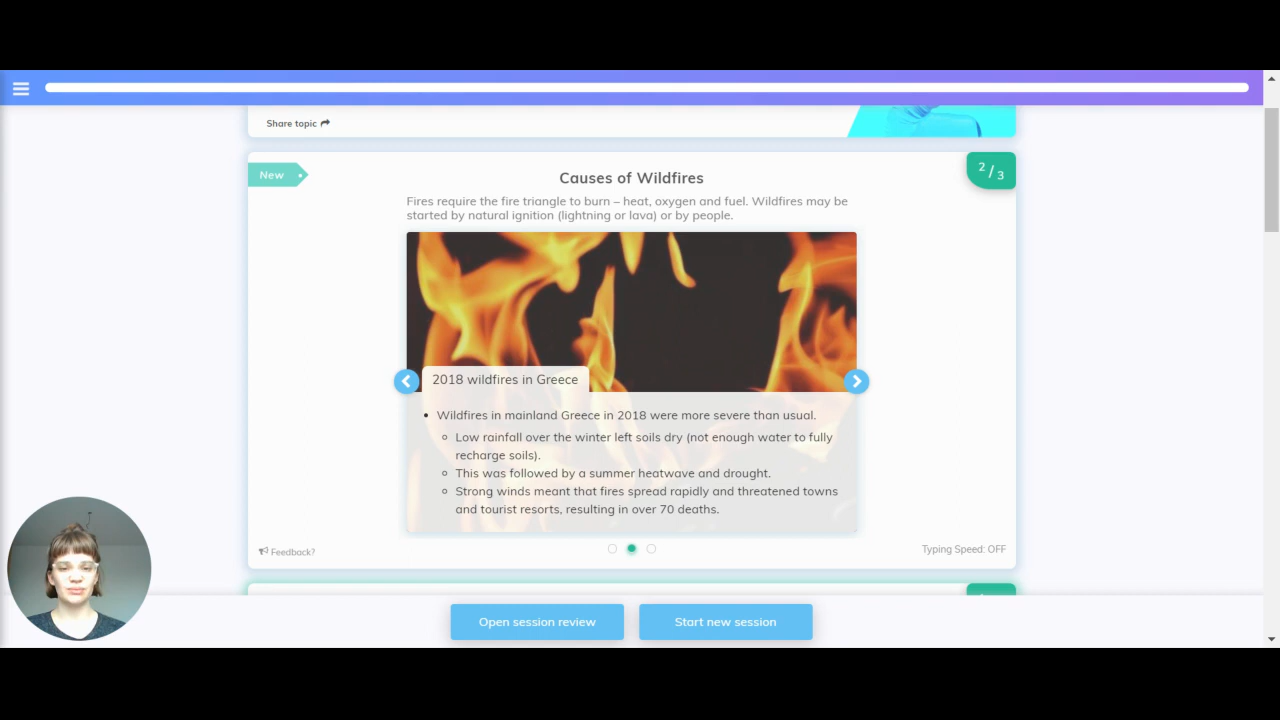 Share topic
New
2 / 3
Causes of Wildfires
Fires require the fire triangle to burn – heat, oxygen and fuel. Wildfires may be
started by natural ignition (lightning or lava) or by people.
2018 wildfires in Greece
Wildfires in mainland Greece in 2018 were more severe than usual.
Low rainfall over the winter left soils dry (not enough water to fully
recharge soils).
This was followed by a summer heatwave and drought.
Strong winds meant that fires spread rapidly and threatened towns
and tourist resorts, resulting in over 70 deaths.
Feedback?
Typing Speed: OFF
Open session review
Start new session